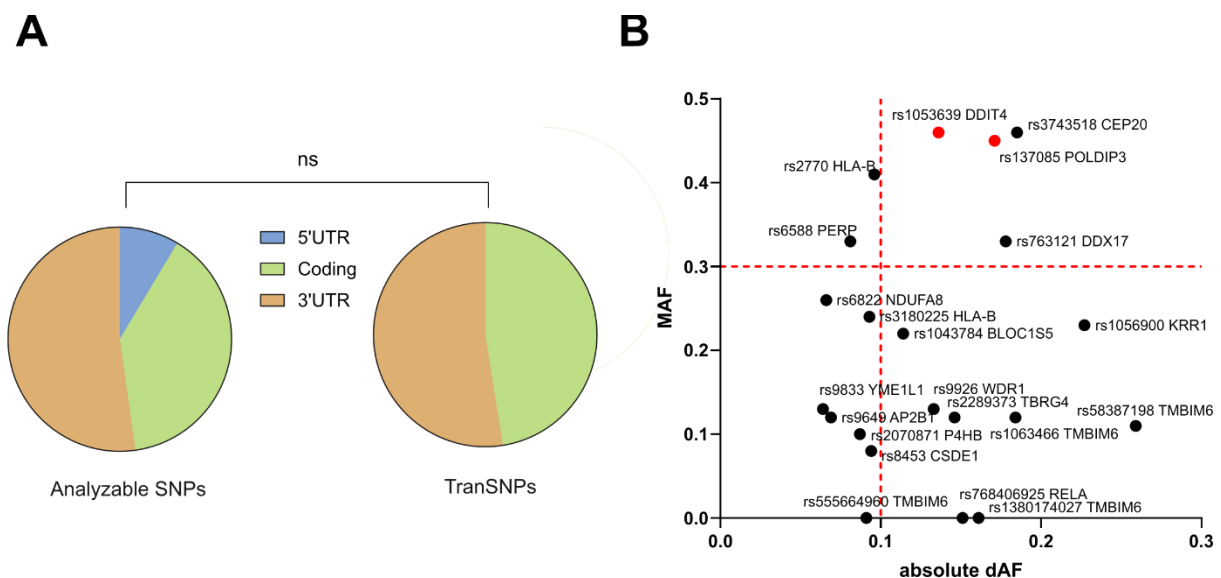 A
ns
5'UTR
Coding
3'UTR
Analyzable SNPs
TranSNPs
B
MAF
0.5
0.4
0.3
0.2
0.1
0.0
rs1053639 DDIT4
rs3743518 CEP20
rs137085 POLDIP3
rs2770 HLA-B
rs6588 PERP
rs763121 DDX17
rs6822 NDUFA8
rs3180225 HLA-B
rs1043784 BLOC1S5
rs1056900 KRR1
rs9833 YME1L1
rs9926 WDR1
rs2289373 TBRG4
rs58387198 TMBIM6
rs9649 AP2B1
rs2070871 P4HB
rs1063466 TMBIM6
rs8453 CSDE1
rs555664960 TMBIM6
rs768406925 RELA
rs1380174027 TMBIM6
0.0
0.1
0.2
0.3
absolute dAF